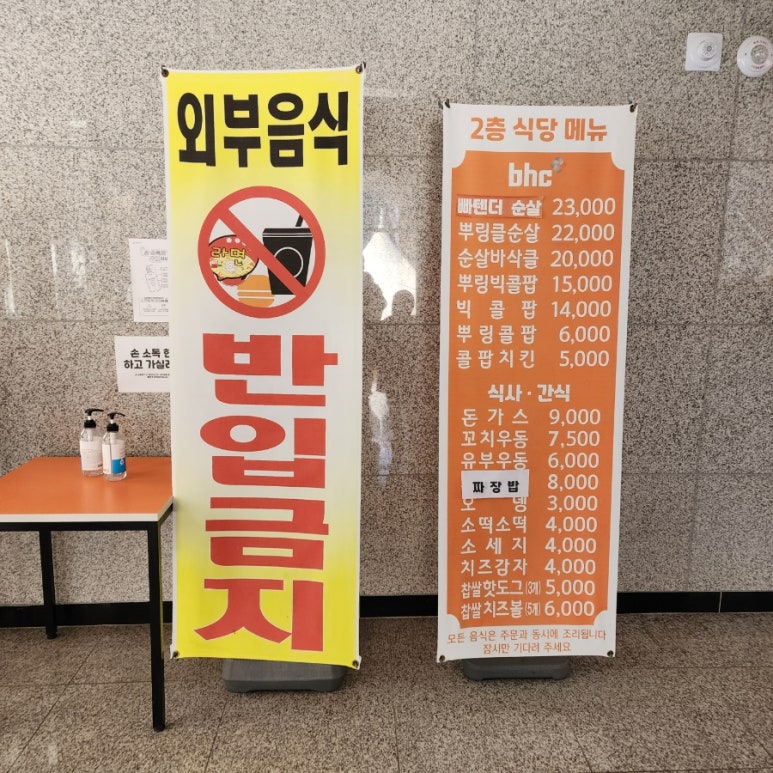 외부음식
라면
반입금지
손 소독
하고 가실
2층 식당 메뉴
bhc
빠텐더 순살 23,000
뿌링클순살 22,000
순살바삭클 20,000
뿌링빅콜팝 15,000
빅 콜 팝 14,000
뿌링콜팝 6,000
콜팝치킨 5,000
식사·간식
돈 가 스 9,000
꼬치우동 7,500
유부우동 6,000
짜장밥 8,000
오 뎅 3,000
소떡소떡 4,000
소 세 지 4,000
치즈감자 4,000
찹쌀핫도그(3개) 5,000
찹쌀치즈볼(5개) 6,000
모든 음식은 주문과 동시에 조리됩니다
잠시만 기다려 주세요